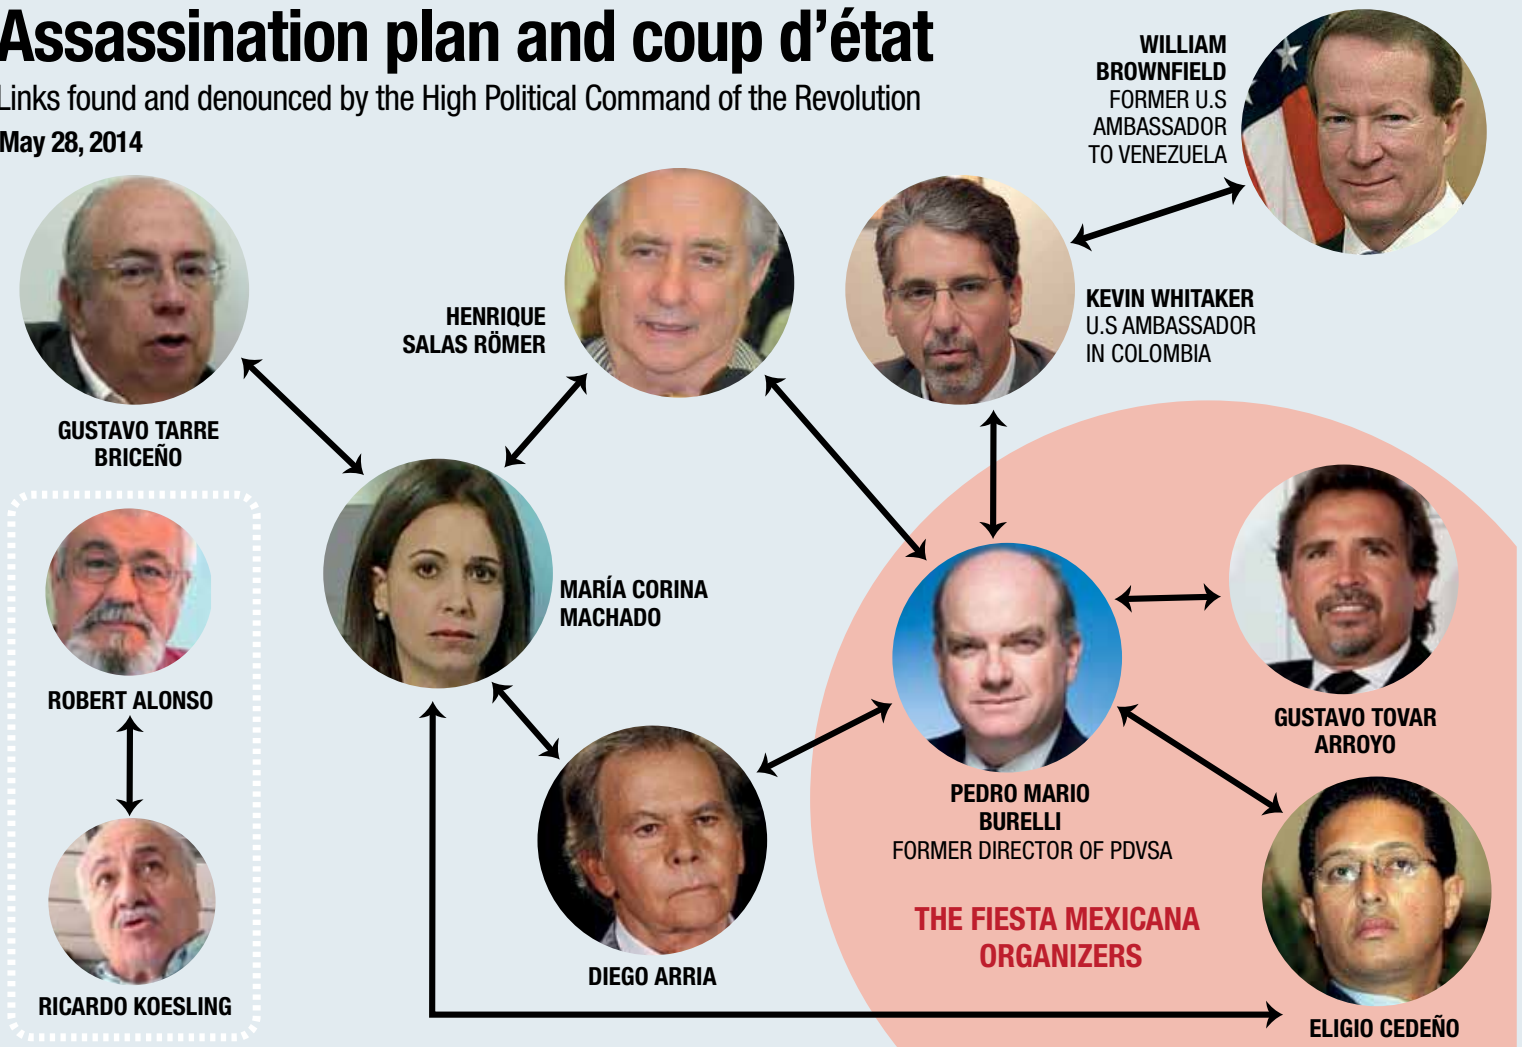 Assassination plan and coup d'état
Links found and denounced by the High Political Command of the Revolution
May 28, 2014
WILLIAM
BROWNFIELD
FORMER U.S
AMBASSADOR
TO VENEZUELA
HENRIQUE
SALAS RÖMER
KEVIN WHITAKER
U.S AMBASSADOR
IN COLOMBIA
GUSTAVO TARRE
BRICEÑO
MARÍA CORINA
MACHADO
ROBERT ALONSO
GUSTAVO TOVAR
ARROYO
PEDRO MARIO
BURELLI
FORMER DIRECTOR OF PDVSA
THE FIESTA MEXICANA
ORGANIZERS
DIEGO ARRIA
RICARDO KOESLING
ELIGIO CEDEÑO